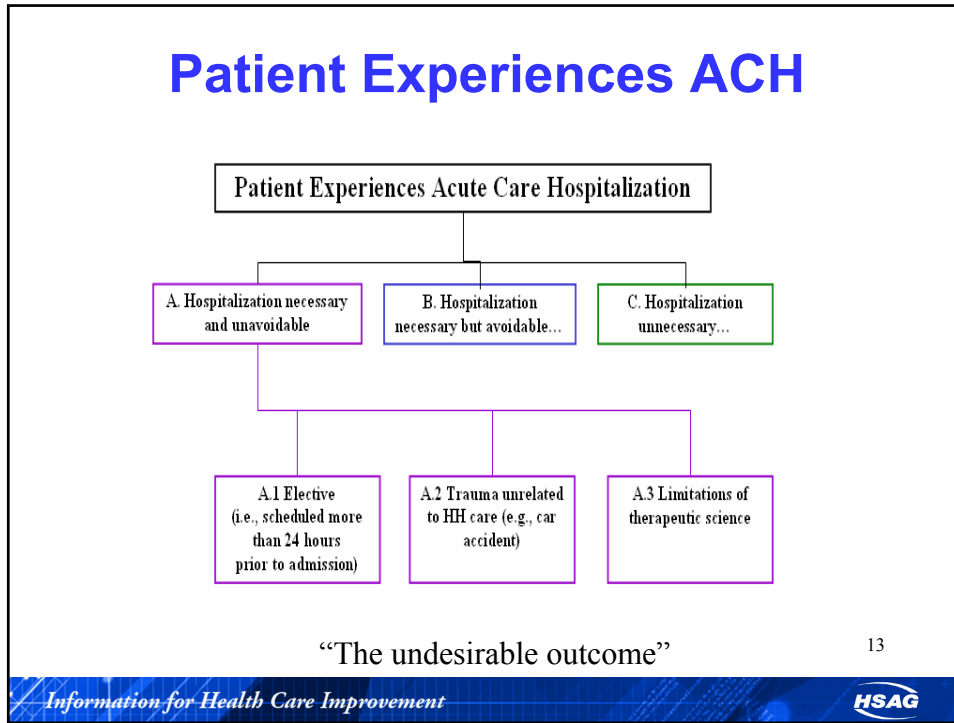 Patient Experiences ACH
Patient Experiences Acute Care Hospitalization
A. Hospitalization necessary
and unavoidable
B. Hospitalization
necessary but avoidable…
C. Hospitalization
unnecessary…
A.1 Elective
(i.e., scheduled more
than 24 hours
prior to admission)
A.2 Trauma unrelated
to HH care (e.g., car
accident)
A.3 Limitations of
therapeutic science
“The undesirable outcome”
13
Information for Health Care Improvement
HSAG